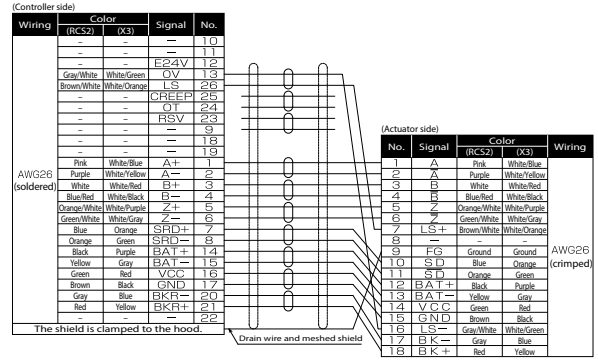 (Controller side)
Wiring Color Signal No.
(RCS2) (X3)
- - — 10
- - — 11
- - E24V 12
Gray/White White/Green 0V 13
Brown/White White/Orange LS 26
- - CREEP 25
- - OT 24
- - RSV 23
- - — 9
- - — 18
- - — 19
Pink White/Blue A+ 1
Purple White/Yellow A− 2
White White/Red B+ 3
Blue/Red White/Black B− 4
Orange/White White/Purple Z+ 5
Green/White White/Gray Z− 6
Blue Orange SRD+ 7
Orange Green SRD− 8
Black Purple BAT+ 14
Yellow Gray BAT− 15
Green Red VCC 16
Brown Black GND 17
Gray Blue BKR− 20
Red Yellow BKR+ 21
- - — 22
AWG26
(soldered)
The shield is clamped to the hood.
Drain wire and meshed shield
(Actuator side)
No. Signal Color Wiring
(RCS2) (X3)
1 A Pink White/Blue
2 A̅ Purple White/Yellow
3 B White White/Red
4 B̅ Blue/Red White/Black
5 Z Orange/White White/Purple
6 Z̅ Green/White White/Gray
7 LS+ Brown/White White/Orange
8 — - -
9 FG Ground Ground
10 SD Blue Orange
11 S̅D̅ Orange Green
12 BAT+ Black Purple
13 BAT− Yellow Gray
14 VCC Green Red
15 GND Brown Black
16 LS− Gray/White White/Green
17 BK− Gray Blue
18 BK+ Red Yellow
AWG26
(crimped)